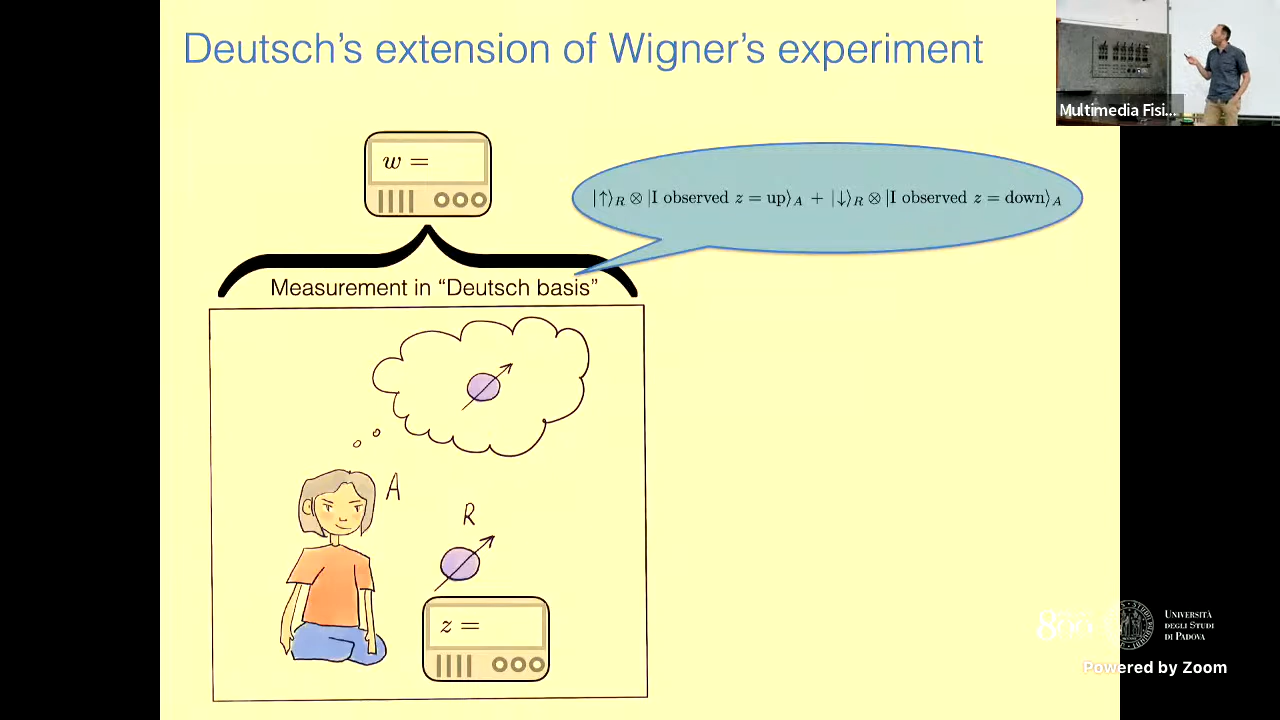 Deutsch's extension of Wigner's experiment
Multimedia Fisi...
w =
|↑⟩_R ⊗ |I observed z = up⟩_A + |↓⟩_R ⊗ |I observed z = down⟩_A
Measurement in “Deutsch basis”
A
R
z =
UNIVERSITÀ
DEGLI STUDI
DI PADOVA
Powered by Zoom